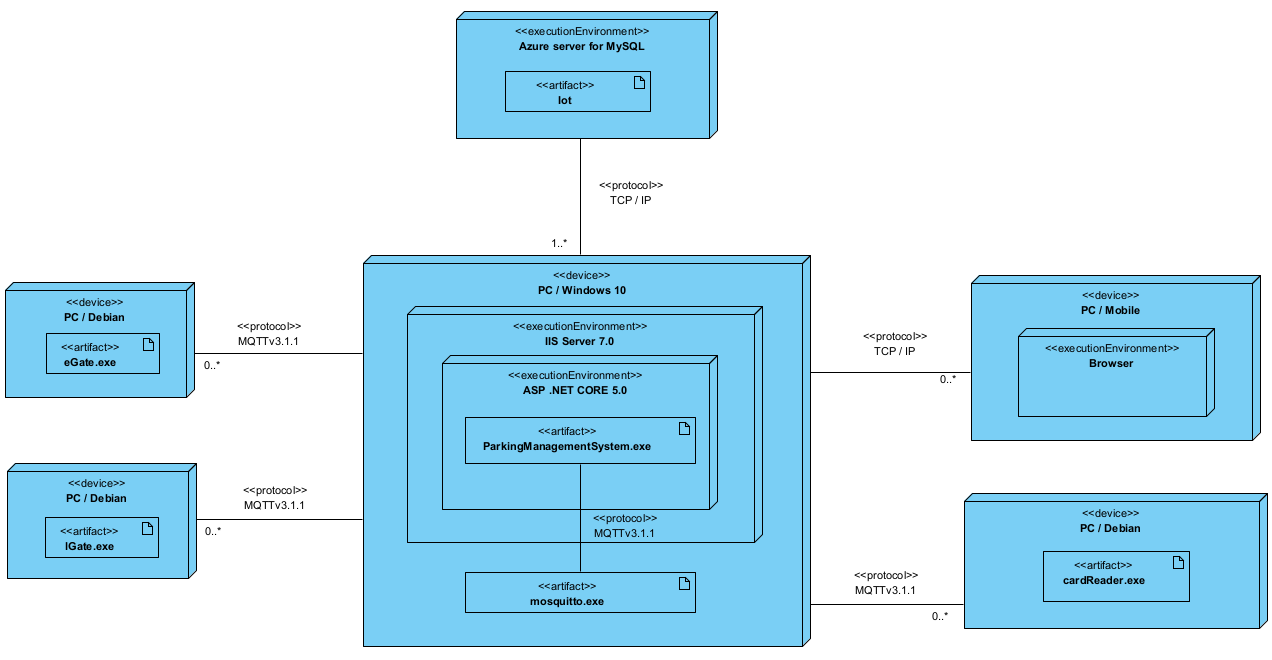 <<executionEnvironment>>
Azure server for MySQL
<<artifact>>
Iot
<<protocol>>
TCP / IP
1..*
<<device>>
PC / Debian
<<artifact>>
eGate.exe
<<protocol>>
MQTTv3.1.1
0..*
<<device>>
PC / Debian
<<artifact>>
IGate.exe
<<protocol>>
MQTTv3.1.1
0..*
<<device>>
PC / Windows 10
<<executionEnvironment>>
IIS Server 7.0
<<executionEnvironment>>
ASP .NET CORE 5.0
<<artifact>>
ParkingManagementSystem.exe
<<protocol>>
MQTTv3.1.1
<<artifact>>
mosquitto.exe
<<protocol>>
TCP / IP
0..*
<<device>>
PC / Mobile
<<executionEnvironment>>
Browser
<<protocol>>
MQTTv3.1.1
0..*
<<device>>
PC / Debian
<<artifact>>
cardReader.exe